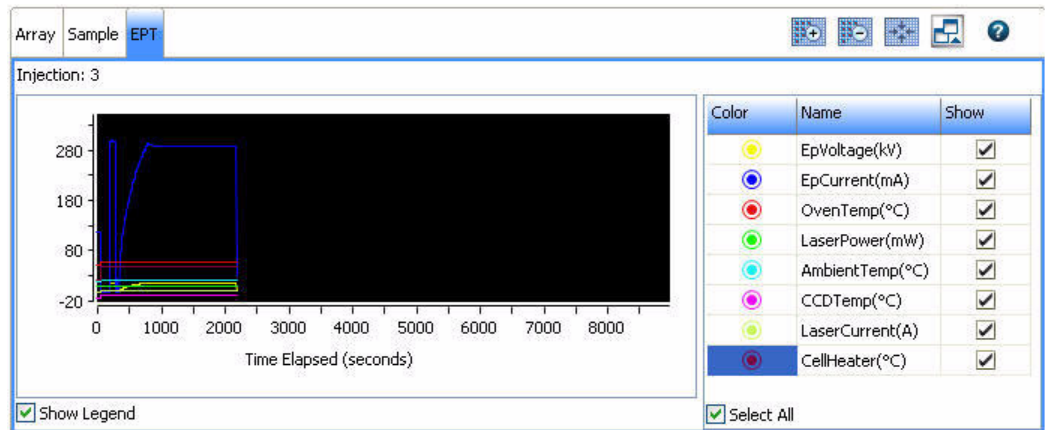 Array Sample EPT
Injection: 3
280
180
80
-20
0 1000 2000 3000 4000 5000 6000 7000 8000
Time Elapsed (seconds)
Show Legend
Color Name Show
EpVoltage(kV)
EpCurrent(mA)
OvenTemp(°C)
LaserPower(mW)
AmbientTemp(°C)
CCDTemp(°C)
LaserCurrent(A)
CellHeater(°C)
Select All